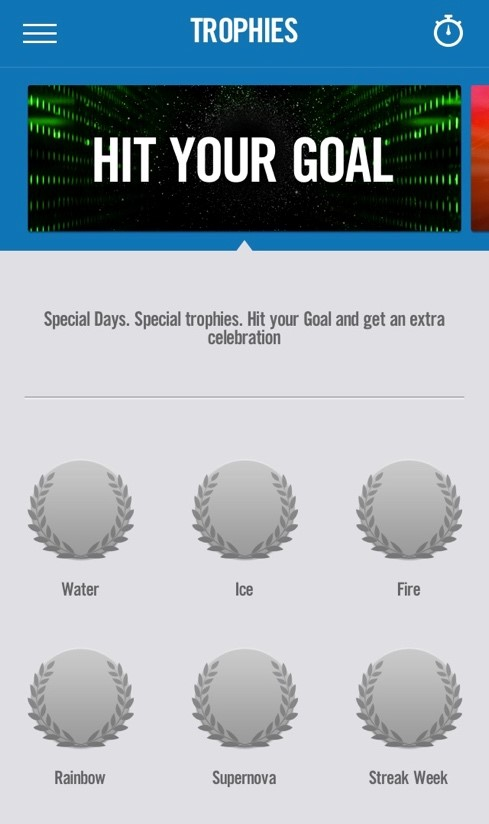 TROPHIES
HIT YOUR GOAL
Special Days. Special trophies. Hit your Goal and get an extra
celebration
Water
Ice
Fire
Rainbow
Supernova
Streak Week